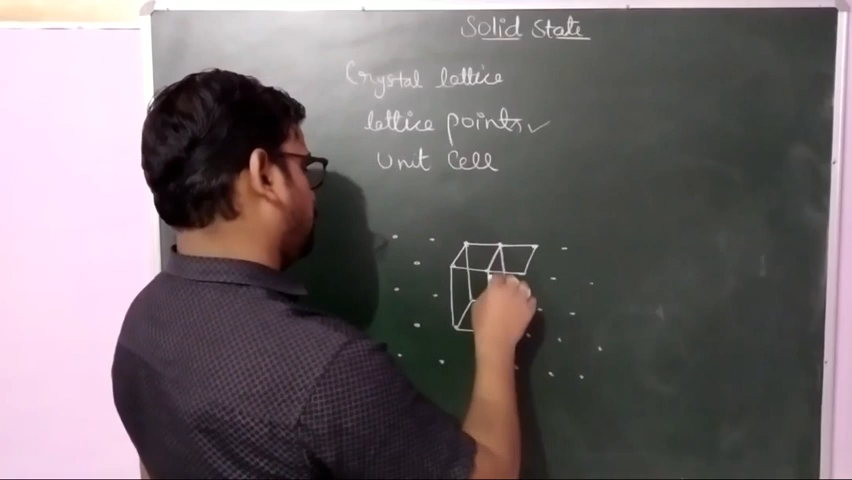 Solid State
Crystal lattice
lattice points ✓
Unit Cell